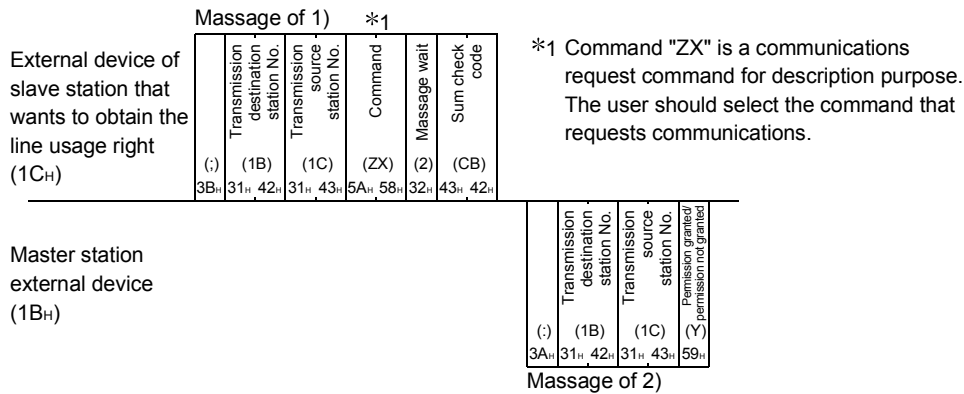 Massage of 1)
*1
External device of
slave station that
wants to obtain the
line usage right
(1CH)
Transmission
destination
station No.
Transmission
source
station No.
Command
Massage wait
Sum check
code
(;) (1B) (1C) (ZX) (2) (CB)
3BH 31H 42H 31H 43H 5AH 58H 32H 43H 42H
*1 Command "ZX" is a communications
request command for description purpose.
The user should select the command that
requests communications.
Master station
external device
(1BH)
Transmission
destination
station No.
Transmission
source
station No.
Permission granted/
permission not granted
(:) (1B) (1C) (Y)
3AH 31H 42H 31H 43H 59H
Massage of 2)